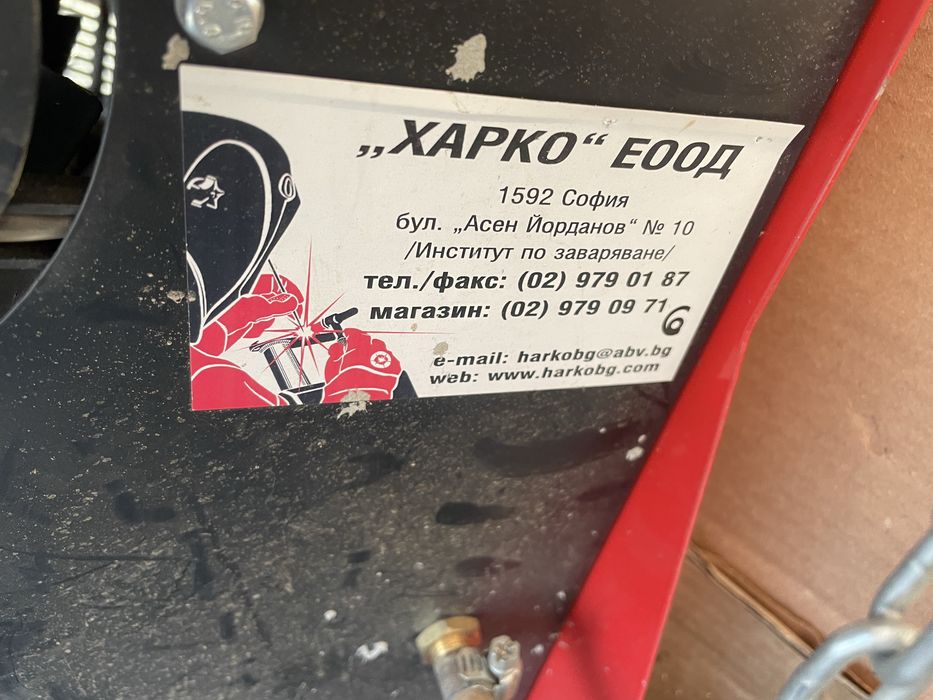 „ХАРКО“ ЕООД
1592 София
бул. „Асен Йорданов“ № 10
/Институт по заваряване/
тел./факс: (02) 979 01 87
магазин: (02) 979 09 71
6
e-mail: harkobg@abv.bg
web: www.harkobg.com